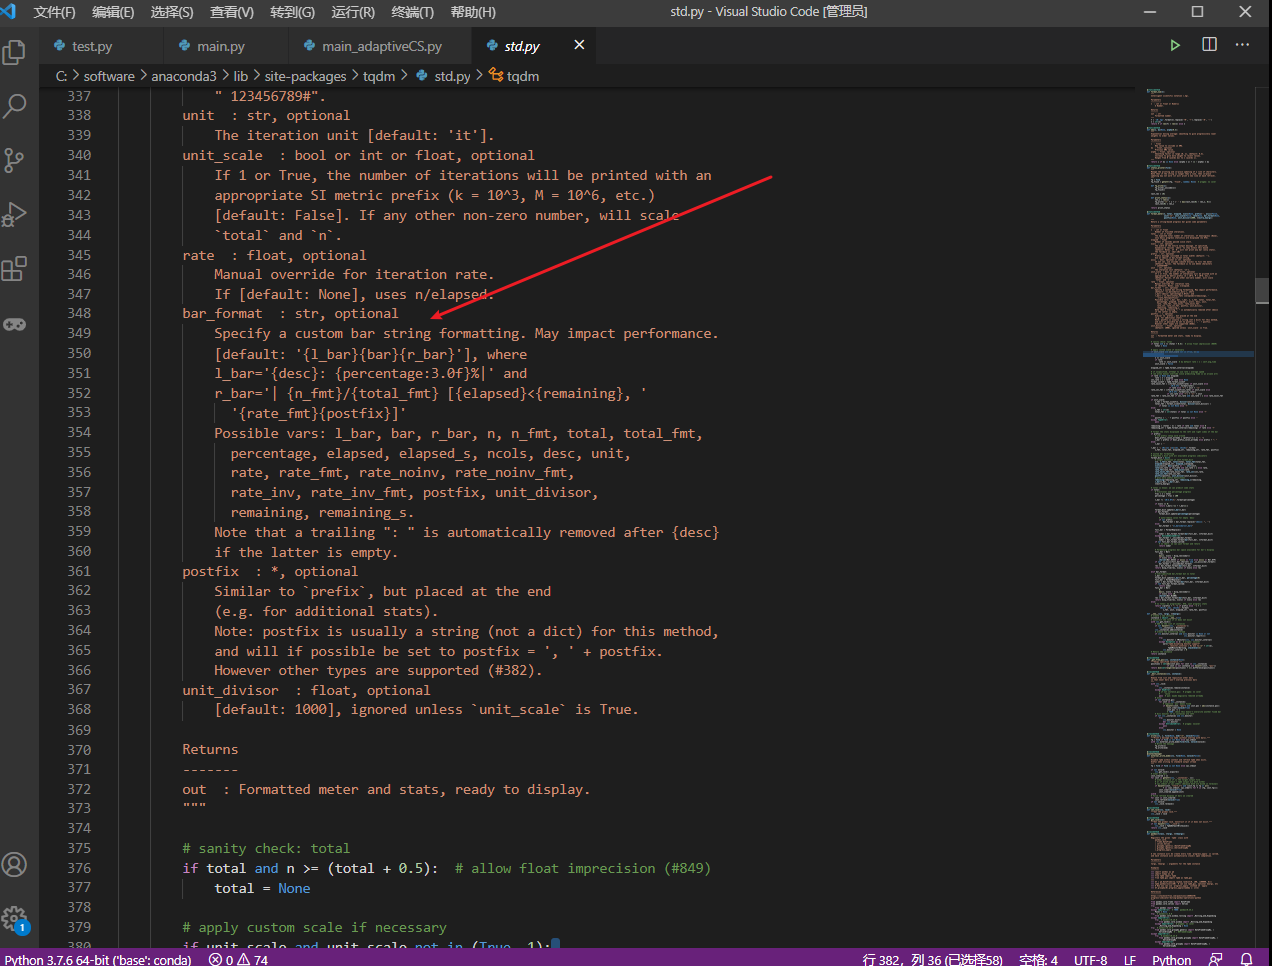 文件(F) 编辑(E) 选择(S) 查看(V) 转到(G) 运行(R) 终端(T) 帮助(H) std.py - Visual Studio Code [管理员]
test.py main.py main_adaptiveCS.py std.py
C: > software > anaconda3 > lib > site-packages > tqdm > std.py > tqdm
337 " 123456789#".
338 unit : str, optional
339 The iteration unit [default: 'it'].
340 unit_scale : bool or int or float, optional
341 If 1 or True, the number of iterations will be printed with an
342 appropriate SI metric prefix (k = 10^3, M = 10^6, etc.)
343 [default: False]. If any other non-zero number, will scale
344 `total` and `n`.
345 rate : float, optional
346 Manual override for iteration rate.
347 If [default: None], uses n/elapsed.
348 bar_format : str, optional
349 Specify a custom bar string formatting. May impact performance.
350 [default: '{l_bar}{bar}{r_bar}'], where
351 l_bar='{desc}: {percentage:3.0f}%|' and
352 r_bar='| {n_fmt}/{total_fmt} [{elapsed}<{remaining}, '
353 '{rate_fmt}{postfix}]'
354 Possible vars: l_bar, bar, r_bar, n, n_fmt, total, total_fmt,
355 percentage, elapsed, elapsed_s, ncols, desc, unit,
356 rate, rate_fmt, rate_noinv, rate_noinv_fmt,
357 rate_inv, rate_inv_fmt, postfix, unit_divisor,
358 remaining, remaining_s.
359 Note that a trailing ": " is automatically removed after {desc}
360 if the latter is empty.
361 postfix : *, optional
362 Similar to `prefix`, but placed at the end
363 (e.g. for additional stats).
364 Note: postfix is usually a string (not a dict) for this method,
365 and will if possible be set to postfix = ', ' + postfix.
366 However other types are supported (#382).
367 unit_divisor : float, optional
368 [default: 1000], ignored unless `unit_scale` is True.
369
370 Returns
371 -------
372 out : Formatted meter and stats, ready to display.
373 """
374
375 # sanity check: total
376 if total and n >= (total + 0.5): # allow float imprecision (#849)
377 total = None
378
379 # apply custom scale if necessary
380 if unit_scale and unit_scale not in (True, 1):
1
Python 3.7.6 64-bit ('base': conda) 0 74 行 382, 列 36 (已选择58) 空格: 4 UTF-8 LF Python